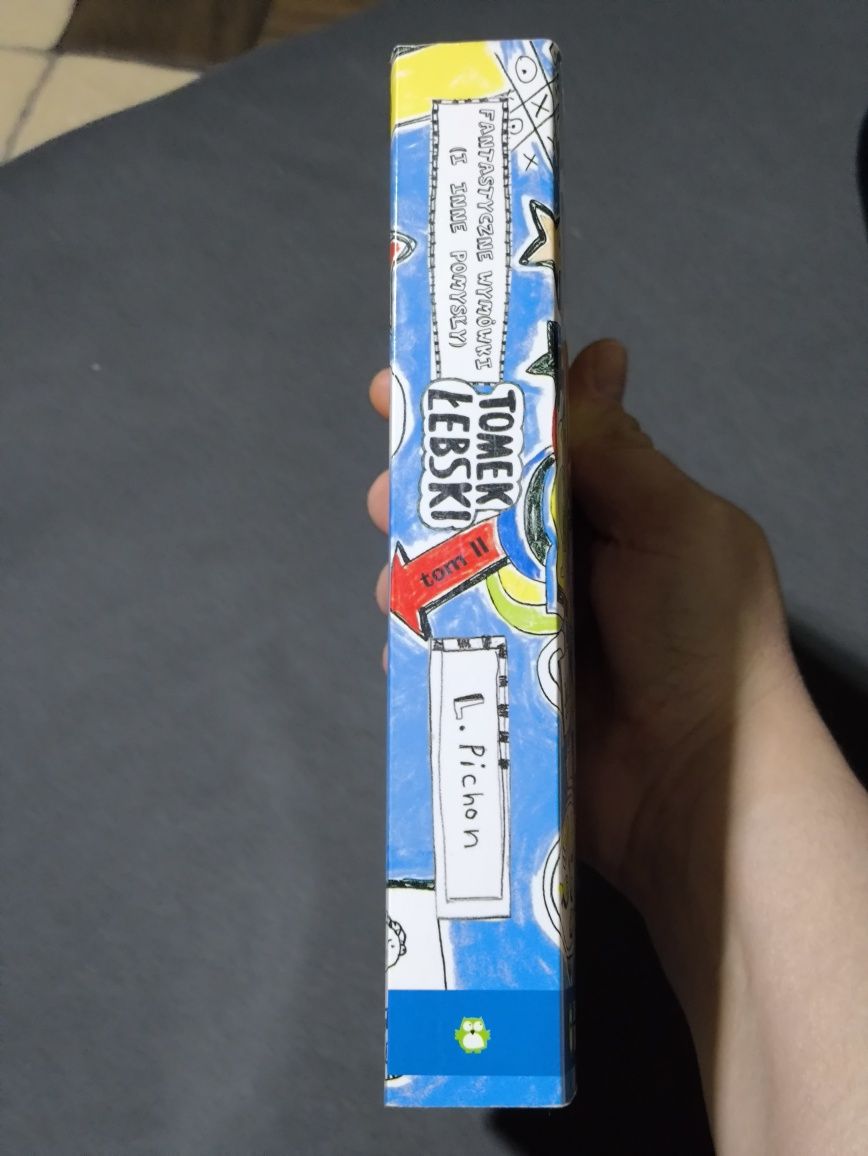 FANTASTYCZNE WYMÓWKI
(I INNE POMYSŁY)
TOMEK
ŁEBSKI
tom II
L. Pichon